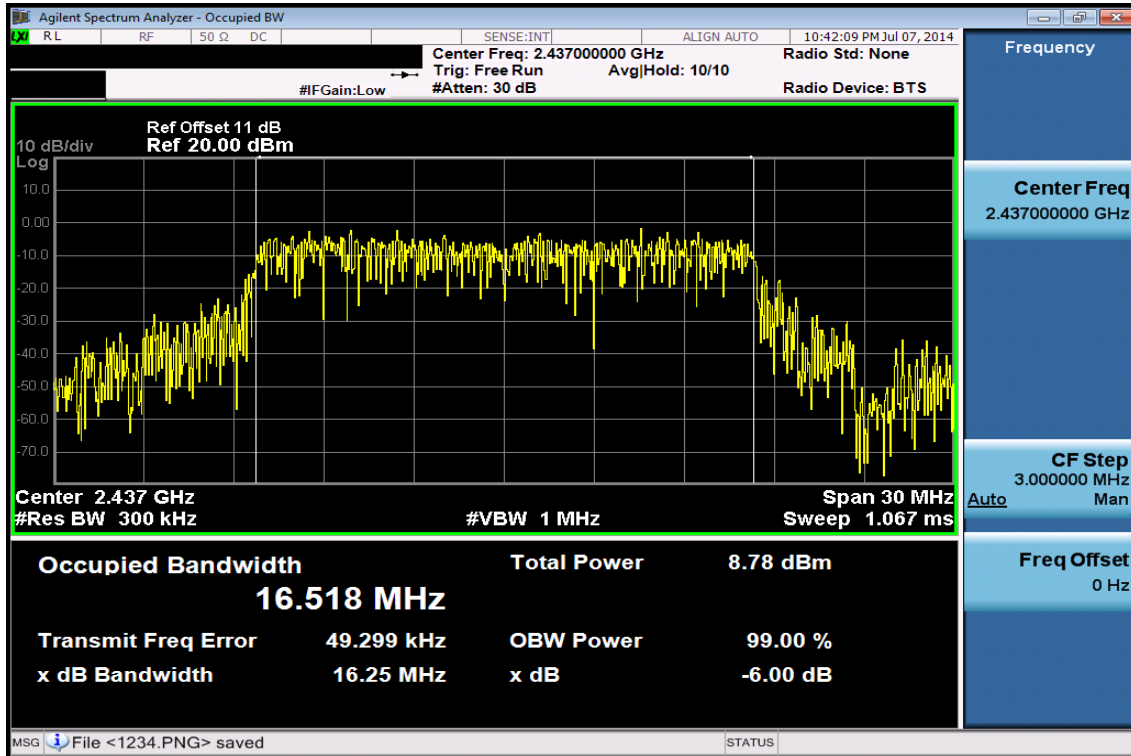 Agilent Spectrum Analyzer - Occupied BW
LXI RL RF 50 Ω DC SENSE:INT ALIGN AUTO 10:42:09 PM Jul 07, 2014
Center Freq: 2.437000000 GHz Radio Std: None
Trig: Free Run Avg|Hold: 10/10
#IFGain:Low #Atten: 30 dB Radio Device: BTS
Ref Offset 11 dB
10 dB/div Ref 20.00 dBm
Log
10.0
0.00
-10.0
-20.0
-30.0
-40.0
-50.0
-60.0
-70.0
Center 2.437 GHz Span 30 MHz
#Res BW 300 kHz #VBW 1 MHz Sweep 1.067 ms
Occupied Bandwidth Total Power 8.78 dBm
16.518 MHz
Transmit Freq Error 49.299 kHz OBW Power 99.00 %
x dB Bandwidth 16.25 MHz x dB -6.00 dB
MSG File <1234.PNG> saved STATUS
Frequency
Center Freq
2.437000000 GHz
CF Step
3.000000 MHz
Auto Man
Freq Offset
0 Hz